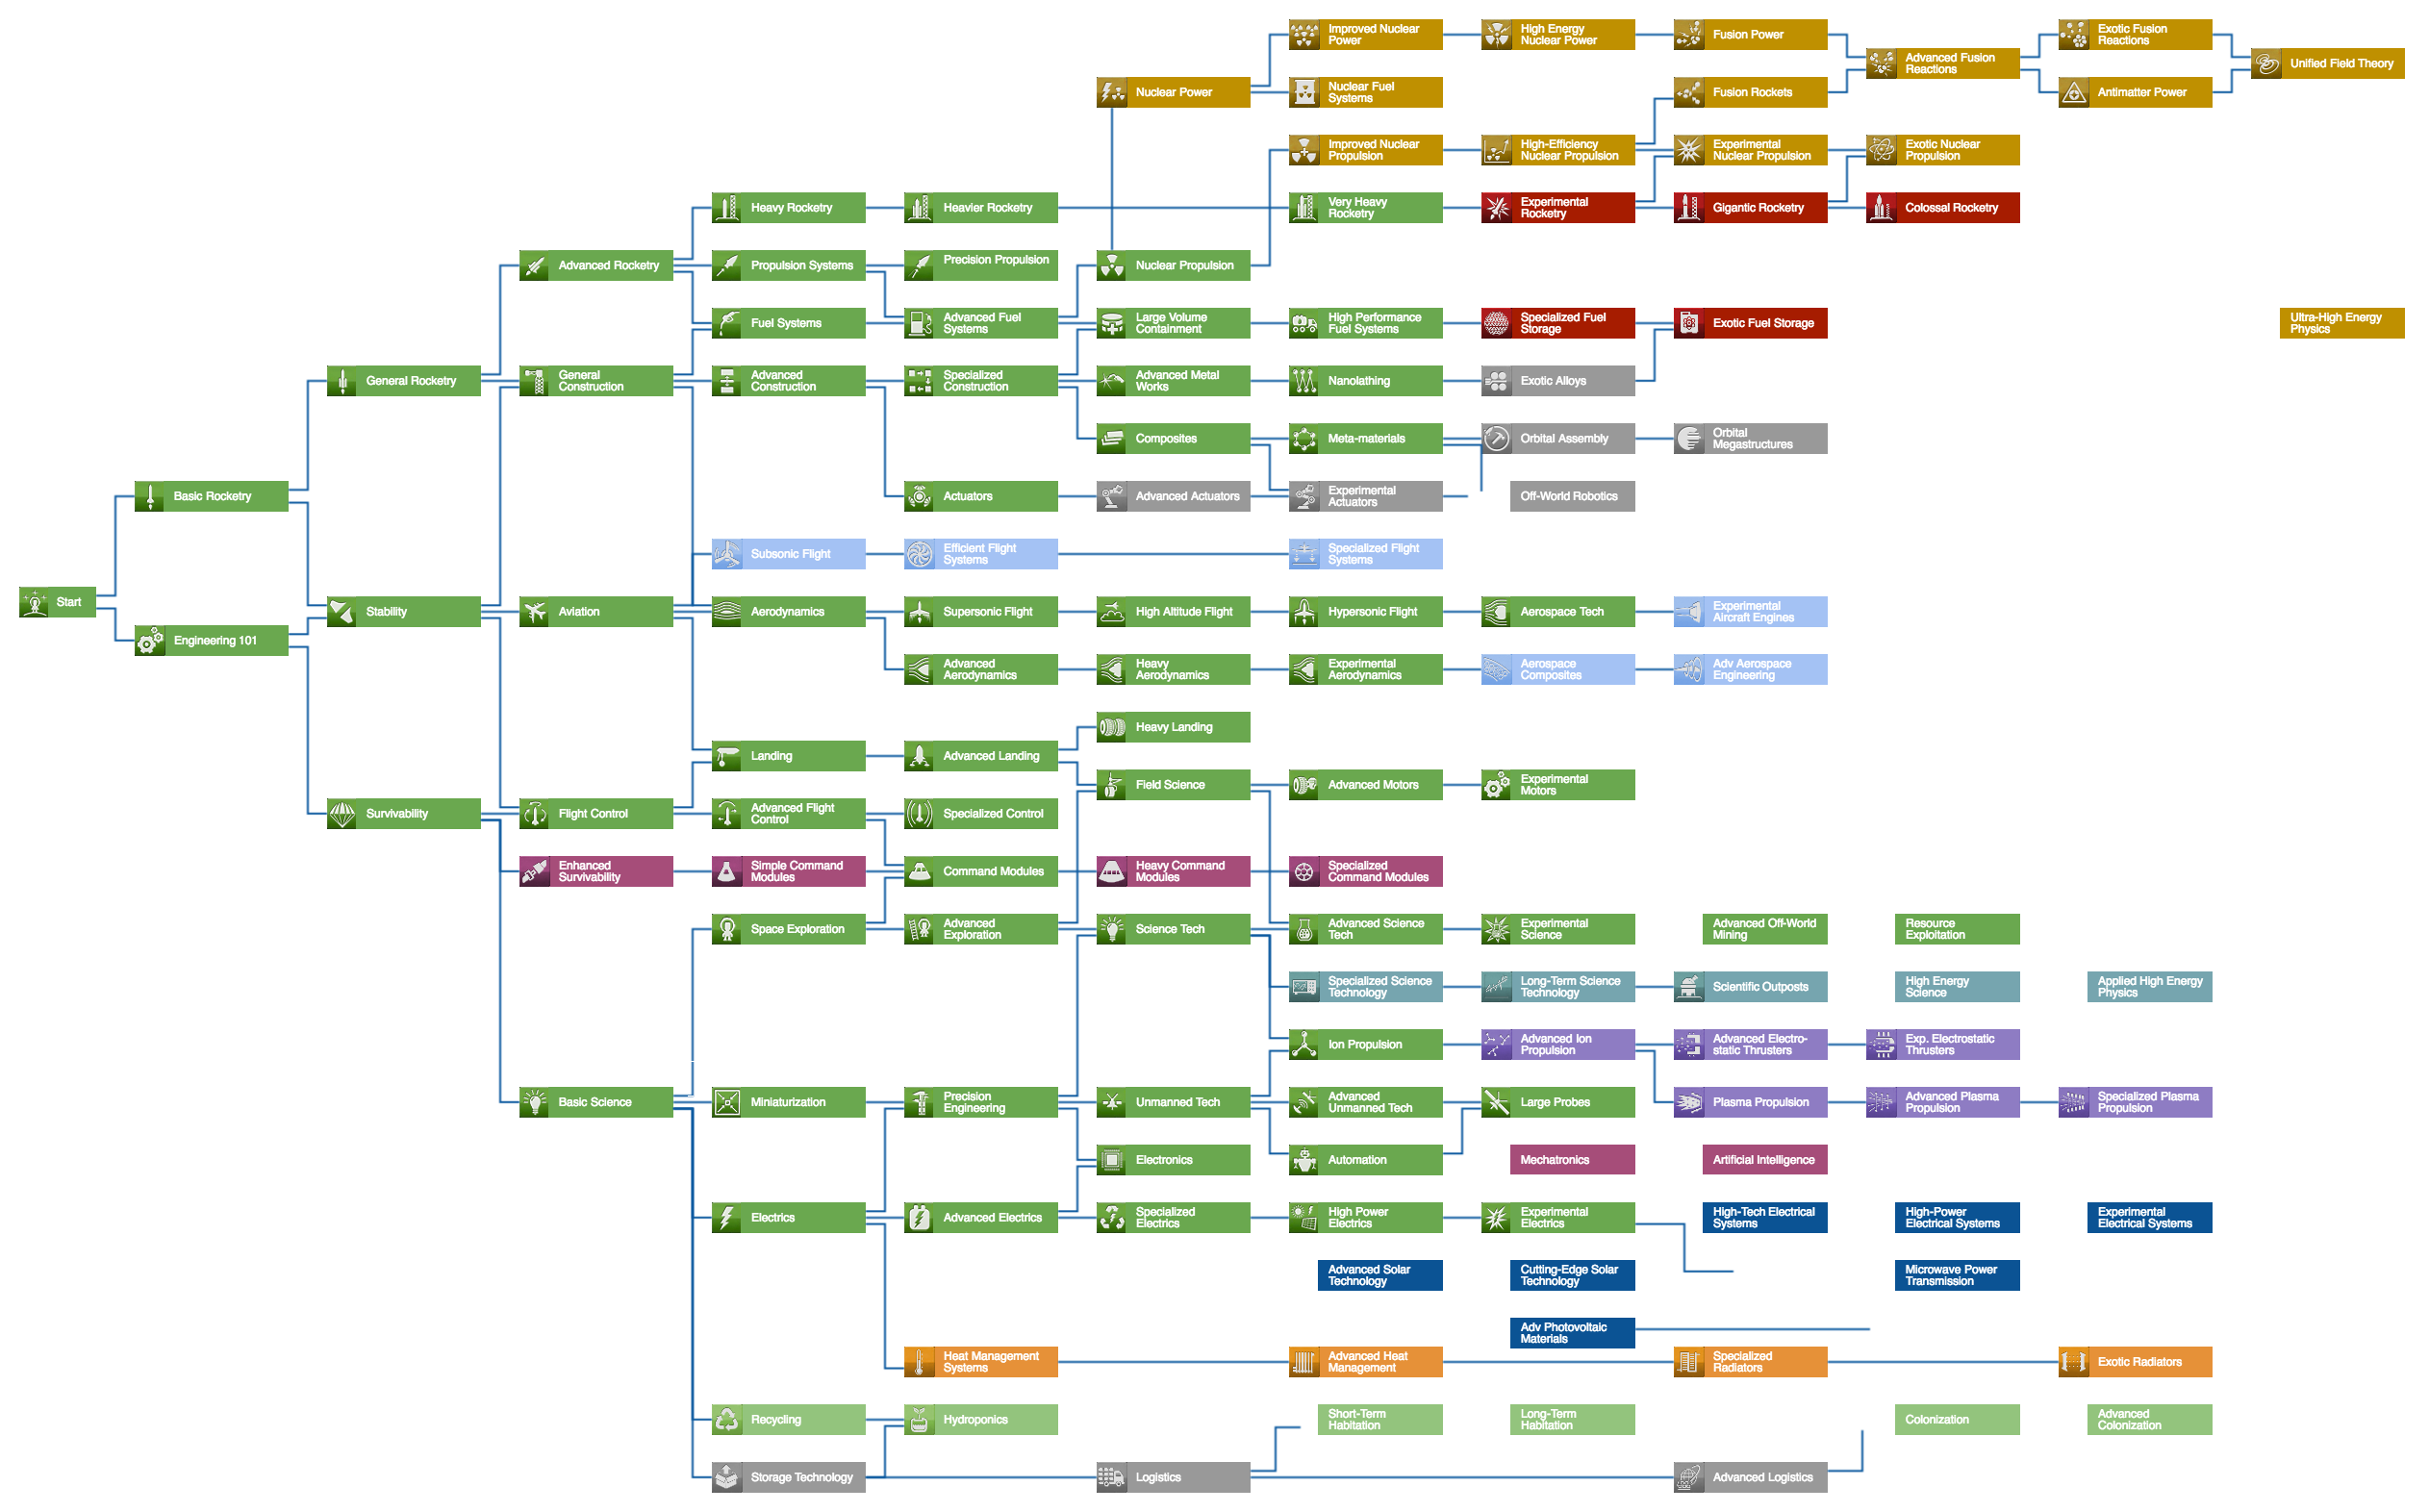 Improved Nuclear
Power
High Energy
Nuclear Power
Fusion Power
Exotic Fusion
Reactions
Advanced Fusion
Reactions
Unified Field Theory
Nuclear Power
Nuclear Fuel
Systems
Fusion Rockets
Antimatter Power
Improved Nuclear
Propulsion
High-Efficiency
Nuclear Propulsion
Experimental
Nuclear Propulsion
Exotic Nuclear
Propulsion
Heavy Rocketry
Heavier Rocketry
Very Heavy
Rocketry
Experimental
Rocketry
Gigantic Rocketry
Colossal Rocketry
Advanced Rocketry
Propulsion Systems
Precision Propulsion
Nuclear Propulsion
Fuel Systems
Advanced Fuel
Systems
Large Volume
Containment
High Performance
Fuel Systems
Specialized Fuel
Storage
Exotic Fuel Storage
Ultra-High Energy
Physics
General Rocketry
General
Construction
Advanced
Construction
Specialized
Construction
Advanced Metal
Works
Nanolathing
Exotic Alloys
Composites
Meta-materials
Orbital Assembly
Orbital
Megastructures
Basic Rocketry
Actuators
Advanced Actuators
Experimental
Actuators
Off-World Robotics
Subsonic Flight
Efficient Flight
Systems
Specialized Flight
Systems
Start
Stability
Aviation
Aerodynamics
Supersonic Flight
High Altitude Flight
Hypersonic Flight
Aerospace Tech
Experimental
Aircraft Engines
Engineering 101
Advanced
Aerodynamics
Heavy
Aerodynamics
Experimental
Aerodynamics
Aerospace
Composites
Adv Aerospace
Engineering
Heavy Landing
Landing
Advanced Landing
Field Science
Advanced Motors
Experimental
Motors
Survivability
Flight Control
Advanced Flight
Control
Specialized Control
Enhanced
Survivability
Simple Command
Modules
Command Modules
Heavy Command
Modules
Specialized
Command Modules
Space Exploration
Advanced
Exploration
Science Tech
Advanced Science
Tech
Experimental
Science
Advanced Off-World
Mining
Resource
Exploitation
Specialized Science
Technology
Long-Term Science
Technology
Scientific Outposts
High Energy
Science
Applied High Energy
Physics
Ion Propulsion
Advanced Ion
Propulsion
Advanced Electro-
static Thrusters
Exp. Electrostatic
Thrusters
Basic Science
Miniaturization
Precision
Engineering
Unmanned Tech
Advanced
Unmanned Tech
Large Probes
Plasma Propulsion
Advanced Plasma
Propulsion
Specialized Plasma
Propulsion
Electronics
Automation
Mechatronics
Artificial Intelligence
Electrics
Advanced Electrics
Specialized
Electrics
High Power
Electrics
Experimental
Electrics
High-Tech Electrical
Systems
High-Power
Electrical Systems
Experimental
Electrical Systems
Advanced Solar
Technology
Cutting-Edge Solar
Technology
Microwave Power
Transmission
Adv Photovoltaic
Materials
Heat Management
Systems
Advanced Heat
Management
Specialized
Radiators
Exotic Radiators
Recycling
Hydroponics
Short-Term
Habitation
Long-Term
Habitation
Colonization
Advanced
Colonization
Storage Technology
Logistics
Advanced Logistics